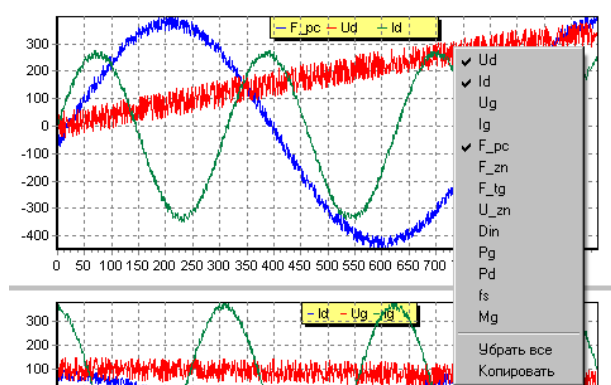 F_pc Ud Id
300
200
100
0
-100
-200
-300
-400
0 50 100 150 200 250 300 350 400 450 500 550 600 650 700
Ud
Id
Ug
Ig
F_pc
F_zn
F_tg
U_zn
Din
Pg
Pd
fs
Mg
Убрать все
Копировать
Id Ug Ig
300
200
100